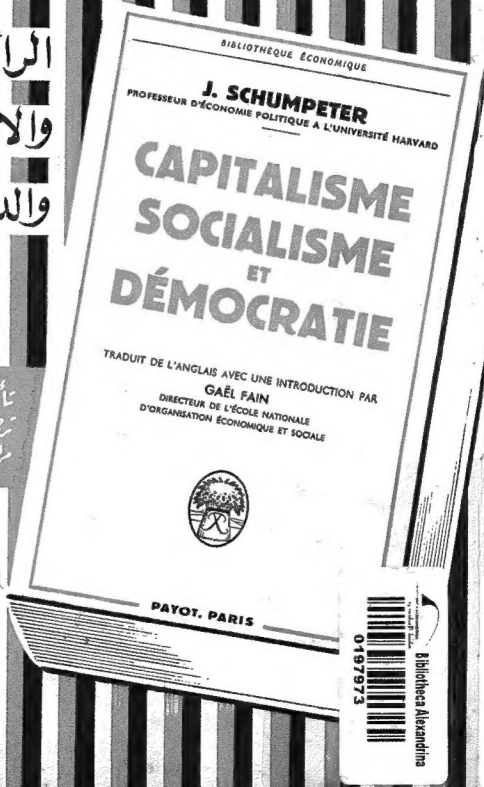 BIBLIOTHÈQUE ÉCONOMIQUE
J. SCHUMPETER
PROFESSEUR D'ÉCONOMIE POLITIQUE A L'UNIVERSITÉ HARVARD
CAPITALISME
SOCIALISME
ET
DÉMOCRATIE
TRADUIT DE L'ANGLAIS AVEC UNE INTRODUCTION PAR
GAËL FAIN
DIRECTEUR DE L'ÉCOLE NATIONALE
D'ORGANISATION ÉCONOMIQUE ET SOCIALE
PAYOT, PARIS
0197973
Bibliotheca Alexandrina